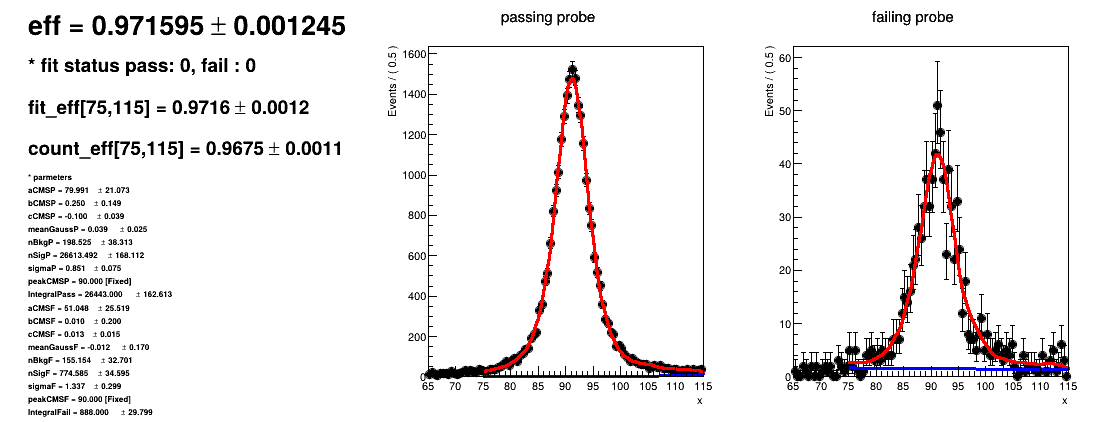 eff = 0.971595 ± 0.001245
* fit status pass: 0, fail : 0
fit_eff[75,115] = 0.9716 ± 0.0012
count_eff[75,115] = 0.9675 ± 0.0011
* parmeters
aCMSP = 79.991 ± 21.073
bCMSP = 0.250 ± 0.149
cCMSP = -0.100 ± 0.039
meanGaussP = 0.039 ± 0.025
nBkgP = 198.525 ± 38.313
nSigP = 26613.492 ± 168.112
sigmaP = 0.851 ± 0.075
peakCMSP = 90.000 [Fixed]
IntegralPass = 26443.000 ± 162.613
aCMSF = 51.048 ± 25.519
bCMSF = 0.010 ± 0.200
cCMSF = 0.013 ± 0.015
meanGaussF = -0.012 ± 0.170
nBkgF = 155.154 ± 32.701
nSigF = 774.585 ± 34.595
sigmaF = 1.337 ± 0.299
peakCMSF = 90.000 [Fixed]
IntegralFail = 888.000 ± 29.799
passing probe
Events / ( 0.5 )
1600
1400
1200
1000
800
600
400
200
0
65 70 75 80 85 90 95 100 105 110 115
x
failing probe
Events / ( 0.5 )
60
50
40
30
20
10
0
65 70 75 80 85 90 95 100 105 110 115
x